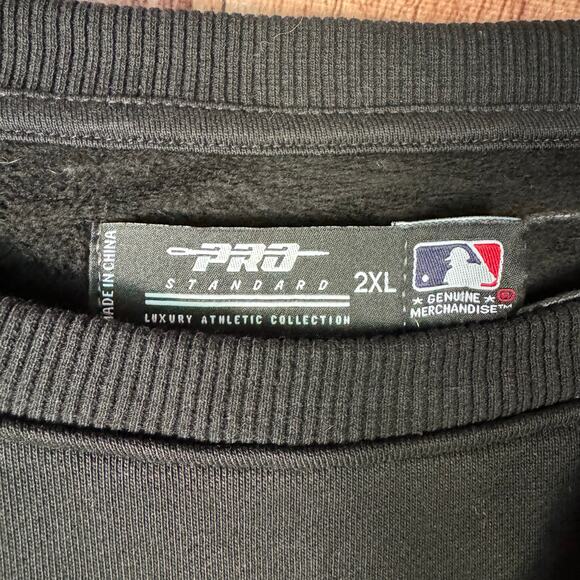 MADE IN CHINA
PRO
STANDARD
LUXURY ATHLETIC COLLECTION
2XL
GENUINE
MERCHANDISE™